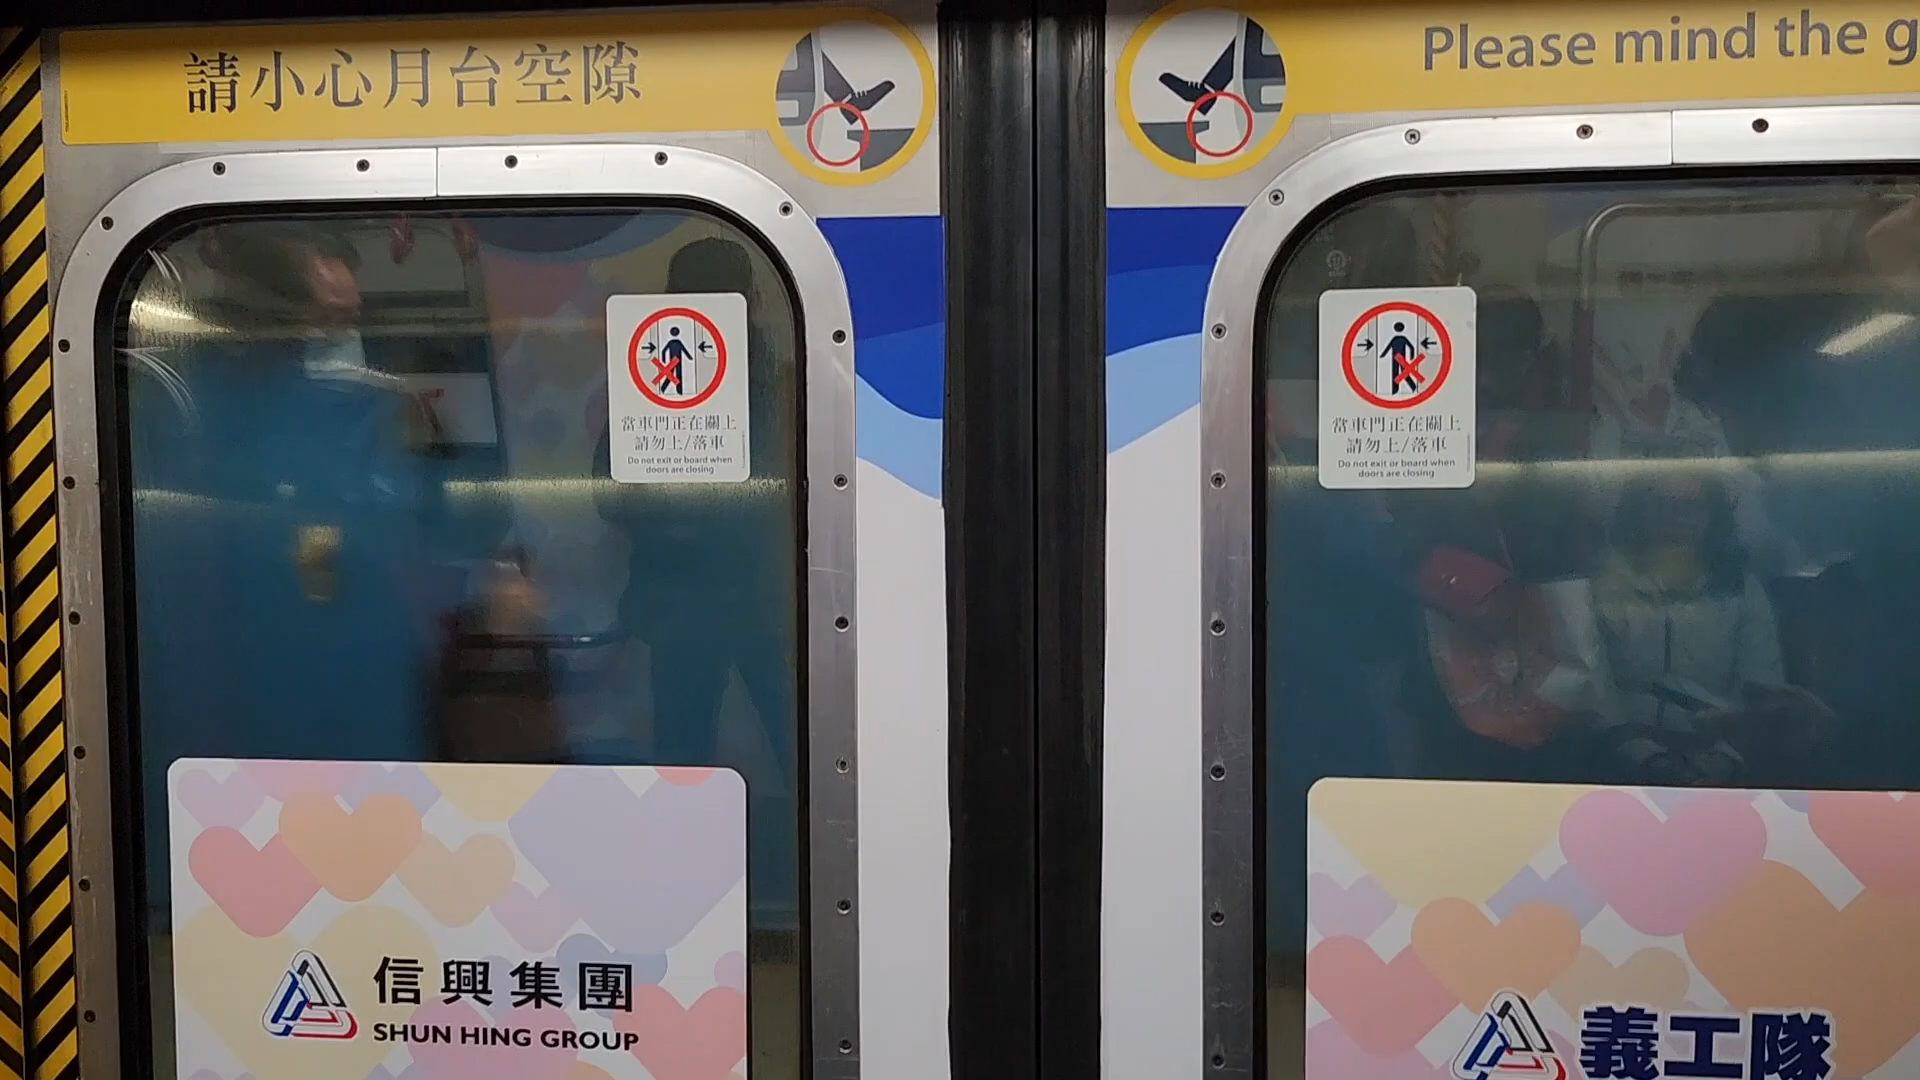 請小心月台空隙
Please mind the g
當車門正在關上
請勿上/落車
Do not exit or board when
doors are closing
當車門正在關上
請勿上/落車
Do not exit or board when
doors are closing
信興集團
SHUN HING GROUP
義工隊